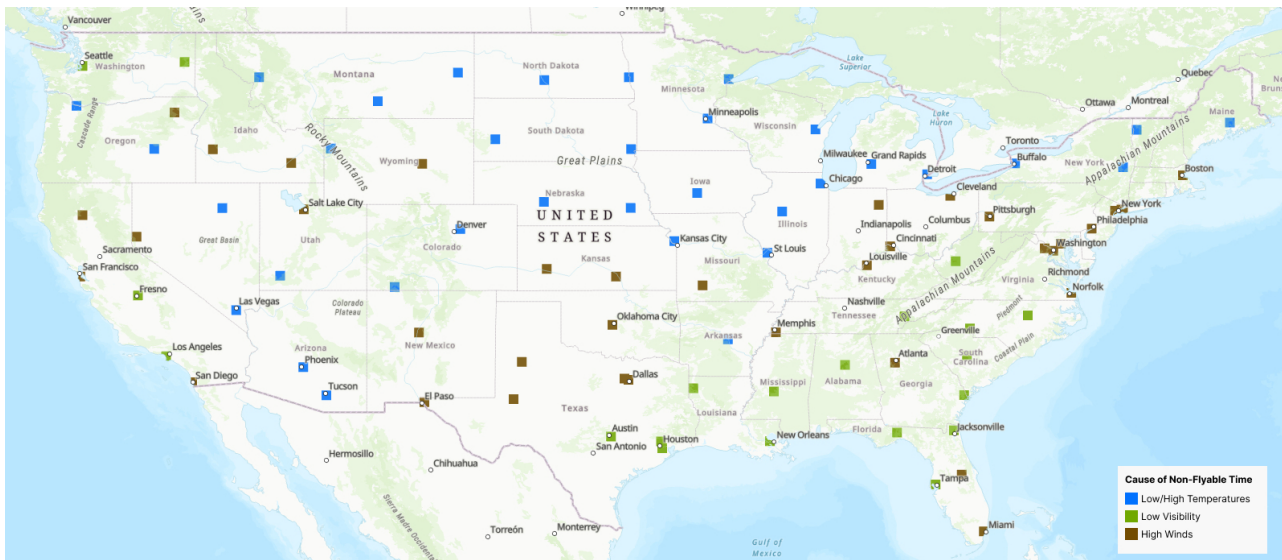 Winnipeg
Vancouver
Seattle
Washington
Montana
North Dakota
Minnesota
Lake
Superior
Quebec
Ottawa
Montreal
Maine
Cascade Range
Oregon
Idaho
Rocky Mountains
Wyoming
South Dakota
Great Plains
Minneapolis
Wisconsin
Lake
Huron
Toronto
Milwaukee
Grand Rapids
Buffalo
New York
Appalachian Mountains
Detroit
Chicago
Boston
Cleveland
Nebraska
Iowa
Salt Lake City
Great Basin
Utah
Denver
Colorado
UNITED
STATES
Kansas
Kansas City
Missouri
Illinois
St Louis
Indianapolis
Columbus
Cincinnati
Louisville
Kentucky
Pittsburgh
New York
Philadelphia
Washington
Virginia
Richmond
Norfolk
Sacramento
San Francisco
Fresno
Las Vegas
Colorado
Plateau
Nashville
Tennessee
Appalachian Mountains
Piedmont
Greenville
Coastal Plain
Los Angeles
San Diego
Arizona
Phoenix
Tucson
New Mexico
El Paso
Oklahoma City
Arkansas
Memphis
Dallas
Texas
Louisiana
Mississippi
Alabama
Atlanta
Georgia
South
Carolina
Austin
San Antonio
Houston
New Orleans
Florida
Jacksonville
Tampa
Miami
Hermosillo
Chihuahua
Sierra Madre Occidental
Torreón
Monterrey
Gulf of
Mexico
Cause of Non-Flyable Time
Low/High Temperatures
Low Visibility
High Winds